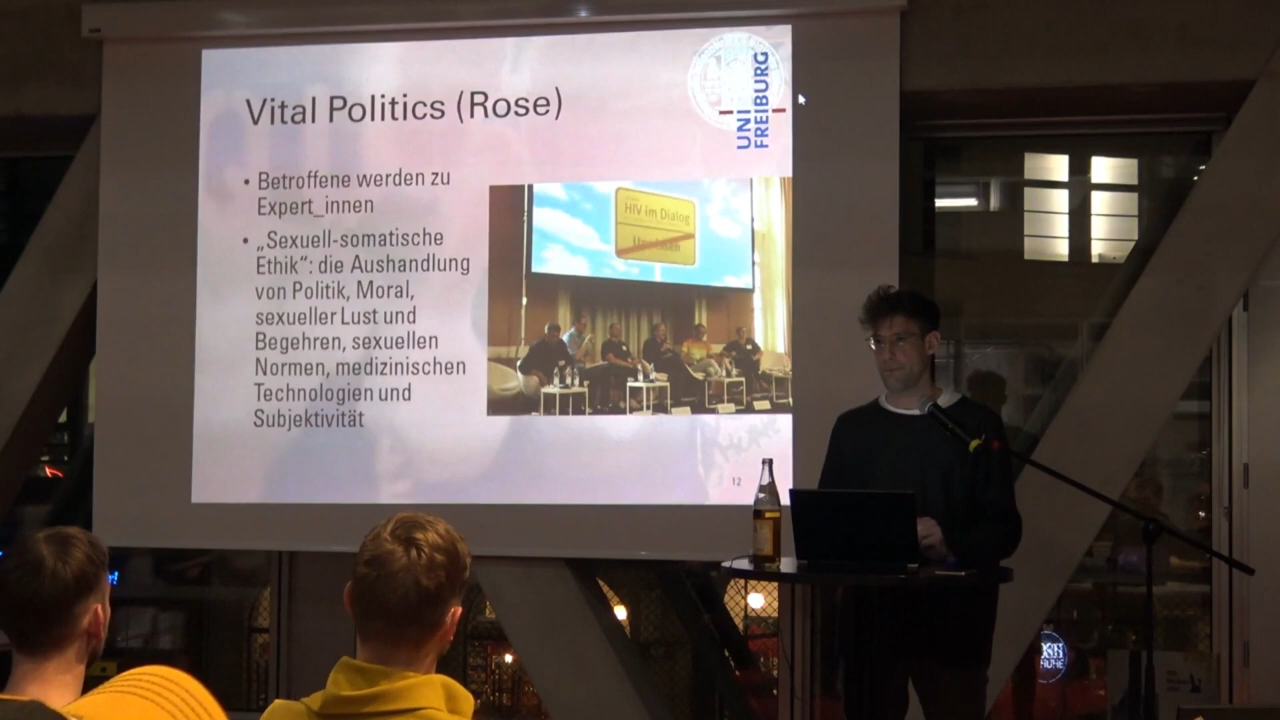 Vital Politics (Rose)
UNI
FREIBURG
• Betroffene werden zu
Expert_innen
• „Sexuell-somatische
Ethik“: die Aushandlung
von Politik, Moral,
sexueller Lust und
Begehren, sexuellen
Normen, medizinischen
Technologien und
Subjektivität
HIV im Dialog
12